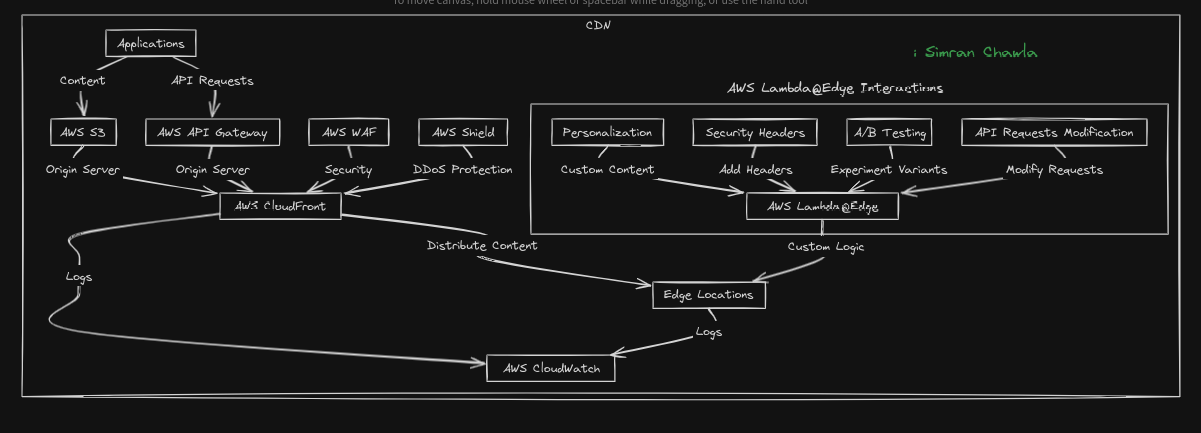 To move canvas, hold mouse wheel or spacebar while dragging, or use the hand tool
CDN
: Simran Chawla
Applications
Content
API Requests
AWS Lambda@Edge Interactions
AWS S3
AWS API Gateway
AWS WAF
AWS Shield
Personalization
Security Headers
A/B Testing
API Requests Modification
Origin Server
Origin Server
Security
DDoS Protection
Custom Content
Add Headers
Experiment Variants
Modify Requests
AWS CloudFront
AWS Lambda@Edge
Distribute Content
Custom Logic
Logs
Edge Locations
Logs
AWS CloudWatch